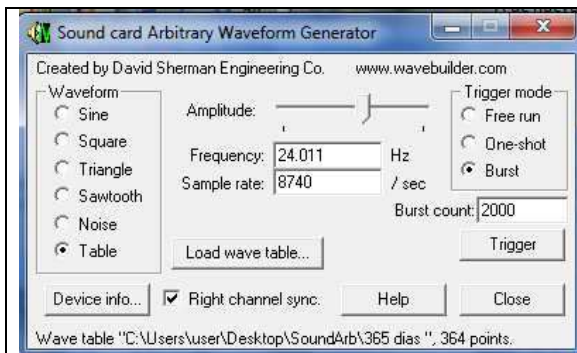 Sound card Arbitrary Waveform Generator
Created by David Sherman Engineering Co. www.wavebuilder.com
Waveform
Sine
Square
Triangle
Sawtooth
Noise
Table
Amplitude:
Frequency: 24.011 Hz
Sample rate: 8740 / sec
Load wave table...
Trigger mode
Free run
One-shot
Burst
Burst count: 2000
Trigger
Device info... Right channel sync. Help Close
Wave table "C:\Users\user\Desktop\SoundArb\365 dias ", 364 points.